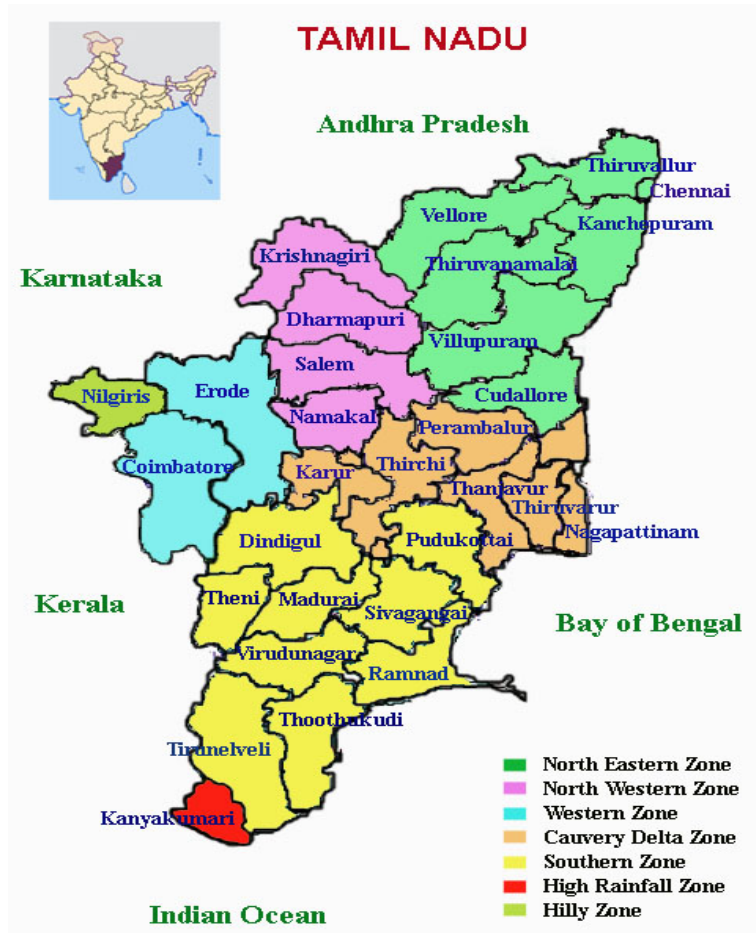 TAMIL NADU
Andhra Pradesh
Thiruvallur
Chennai
Vellore
Kanchepuram
Krishnagiri
Thiruvanamalai
Karnataka
Dharmapuri
Villupuram
Salem
Nilgiris
Erode
Cudallore
Namakal
Perambalur
Coimbatore
Karur
Thirchi
Thanjavur
Thiruvarur
Nagapattinam
Dindigul
Pudukottai
Theni
Madurai
Kerala
Sivagangai
Bay of Bengal
Virudunagar
Ramnad
Thoothukudi
Tirunelveli
Kanyakumari
North Eastern Zone
North Western Zone
Western Zone
Cauvery Delta Zone
Southern Zone
High Rainfall Zone
Hilly Zone
Indian Ocean